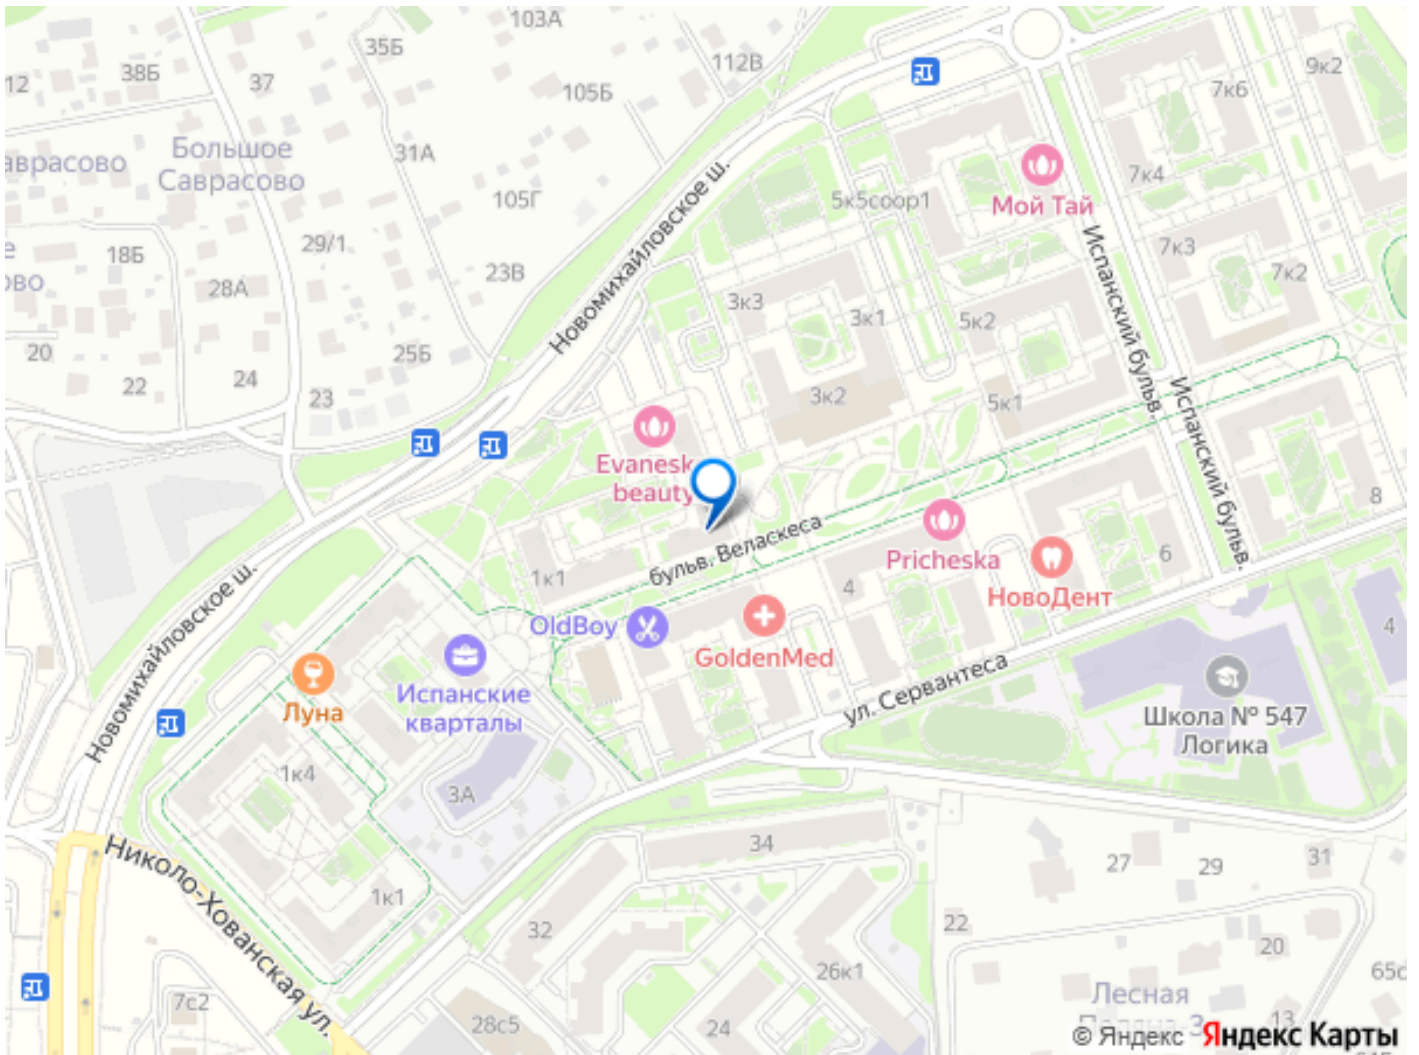 103А
35Б
112В
12
38Б
37
105Б
7к6
9к2
аврасово
Большое
Саврасово
31А
105Г
5к5соор1
Мой Тай
7к4
7к3
7к2
е
ово
18Б
28А
29/1
23В
Новомихайловское ш.
3к3
3к1
5к2
Испанский бульв.
20
22
24
25Б
23
3к2
5к1
Испанский бульв.
Evanesk
beauty
8
бульв. Веласкеса
1к1
Pricheska
НовоДент
6
4
OldBoy
GoldenMed
4
Новомихайловское ш.
Испанские
кварталы
Луна
ул. Сервантеса
Школа № 547
Логика
1к4
3А
34
27
29
31
Николо-Хованская ул.
1к1
32
22
20
26к1
65с
7с2
28с5
24
Лесная
13
© Яндекс Яндекс Карты